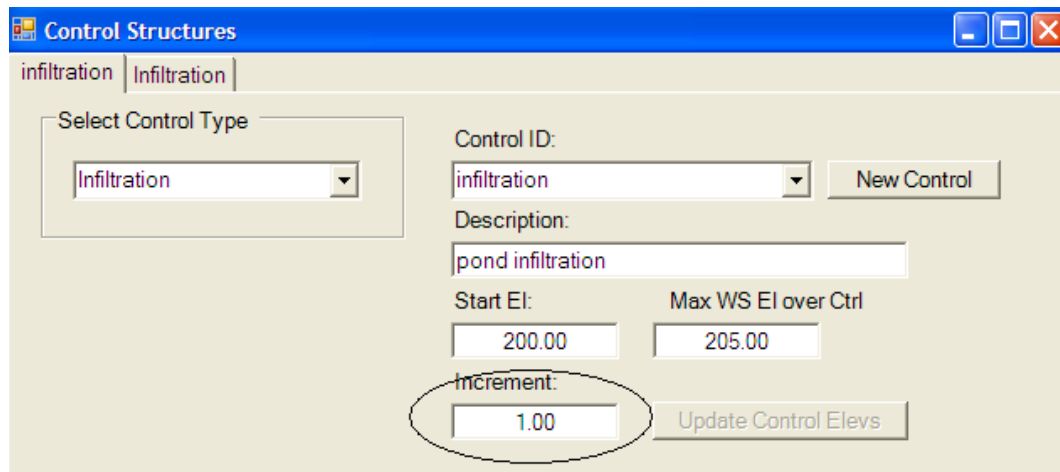 Control Structures
infiltration Infiltration
Select Control Type
Infiltration
Control ID:
infiltration
New Control
Description:
pond infiltration
Start El: Max WS El over Ctrl
200.00 205.00
Increment:
1.00 Update Control Elevs